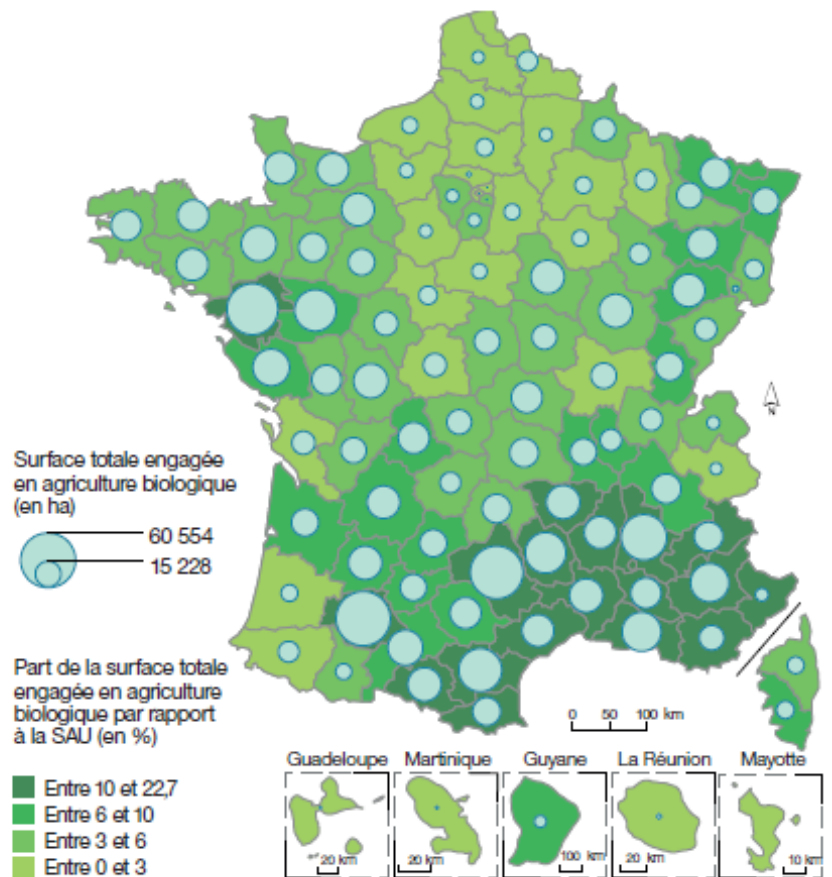 N
Surface totale engagée
en agriculture biologique
(en ha)
60 554
15 228
Part de la surface totale
engagée en agriculture
biologique par rapport
à la SAU (en %)
Entre 10 et 22,7
Entre 6 et 10
Entre 3 et 6
Entre 0 et 3
0 50 100 km
Guadeloupe
20 km
Martinique
20 km
Guyane
100 km
La Réunion
20 km
Mayotte
10 km